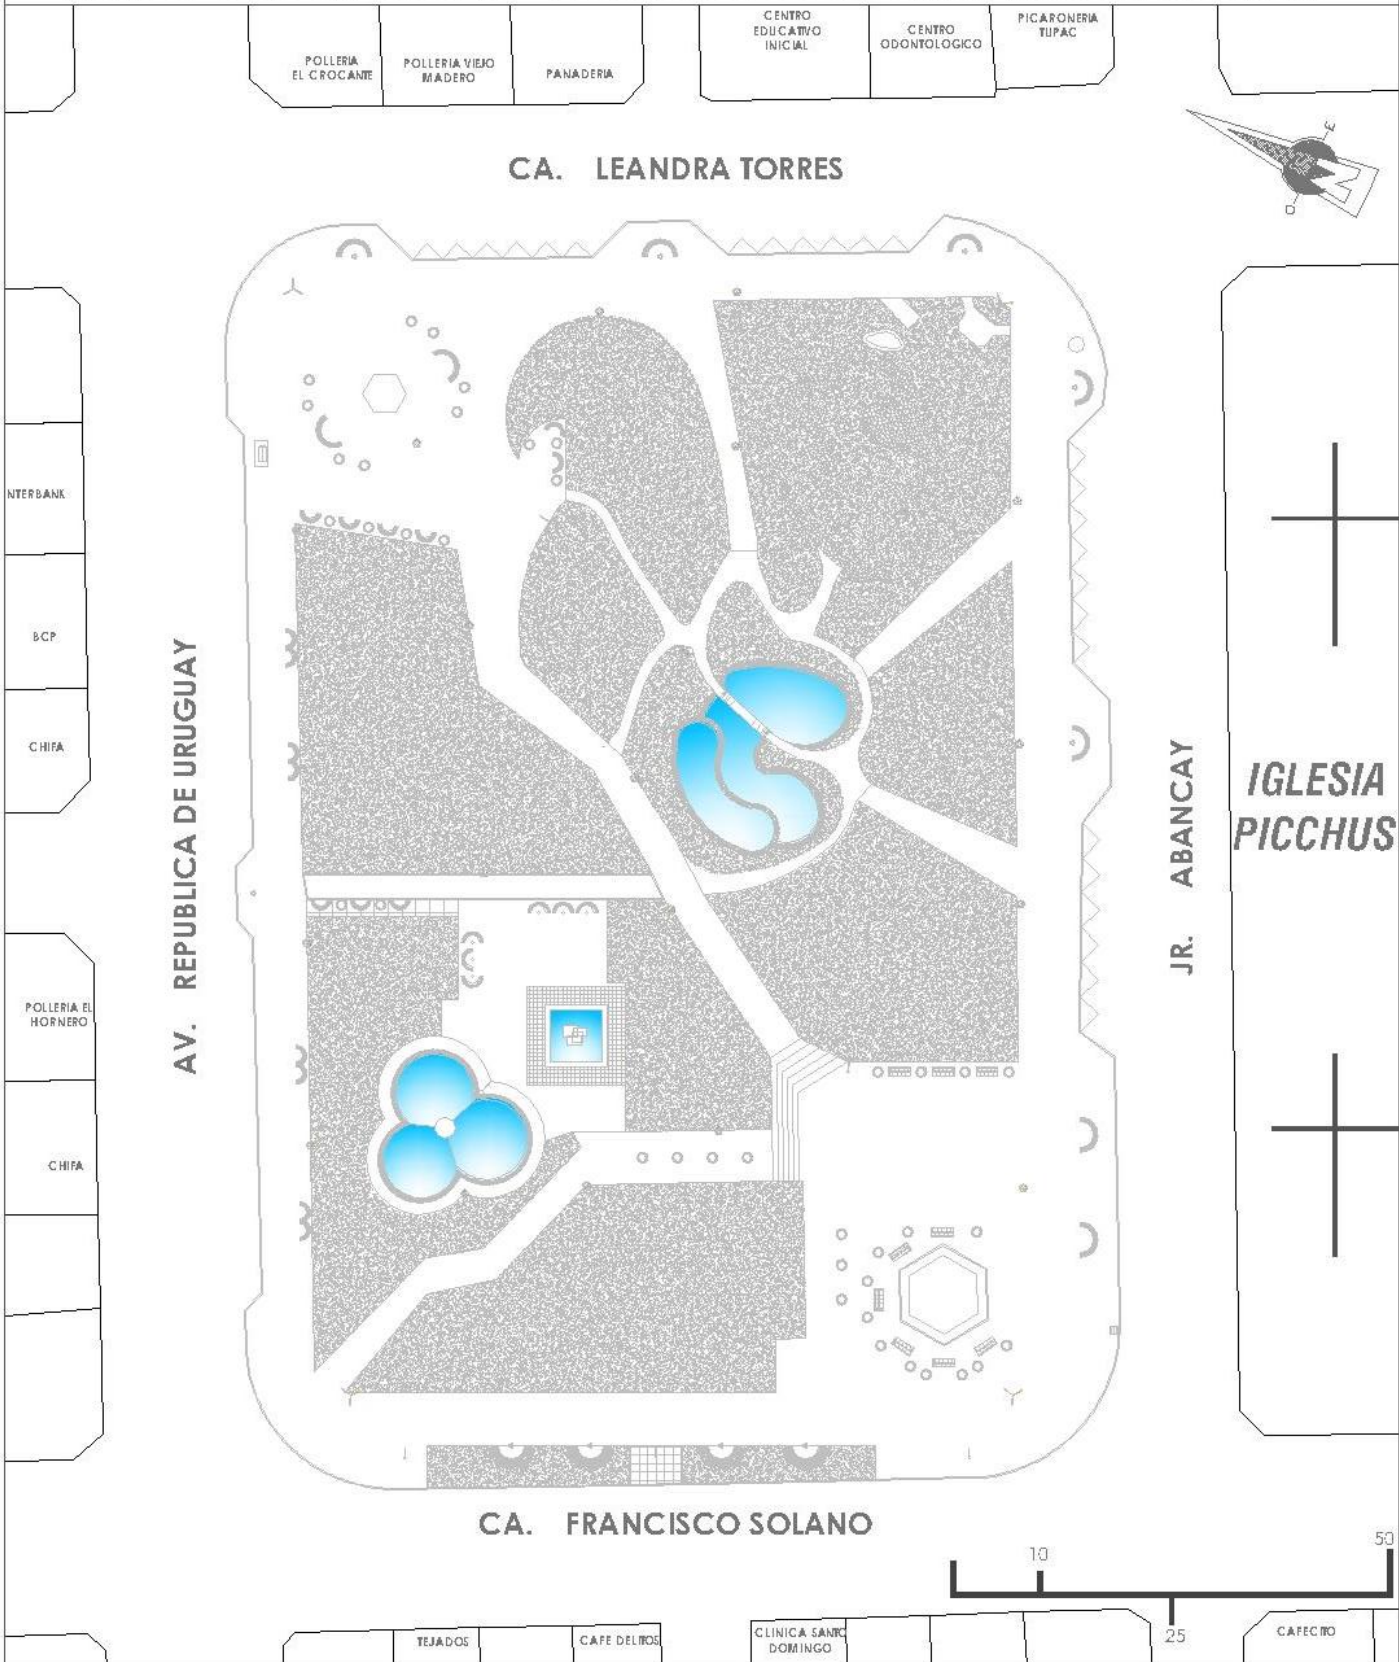 CENTRO
EDUCATIVO
INICIAL
CENTRO
ODONTOLOGICO
PICARONERIA
TUPAC
POLLERIA
EL CROCANTE
POLLERIA VIEJO
MADERO
PANADERIA
CA. LEANDRA TORRES
E
O
NTERBANK
BCP
CHIFA
AV. REPUBLICA DE URUGUAY
JR. ABANCAY
IGLESIA
PICCHUS
POLLERIA EL
HORNERO
CHIFA
CA. FRANCISCO SOLANO
10
50
25
TEJADOS
CAFE DELITOS
CLINICA SANTO
DOMINGO
CAFECITO